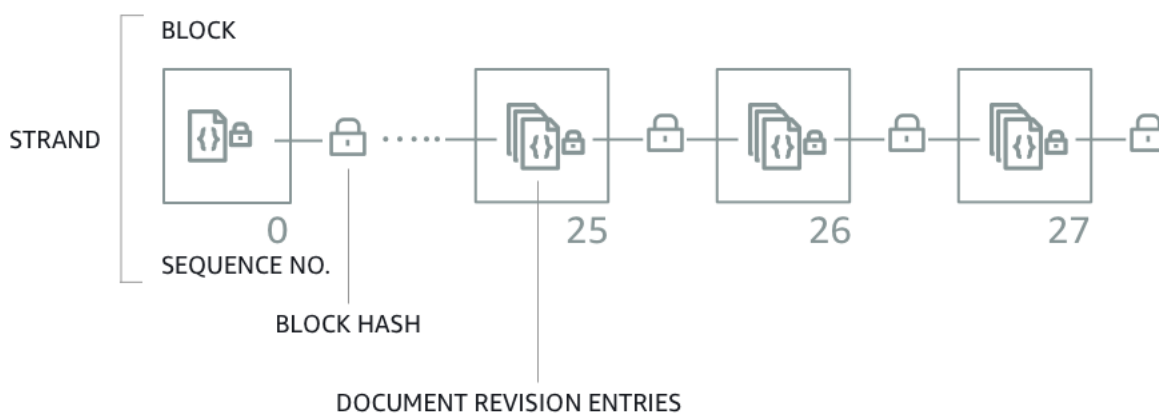 BLOCK
STRAND
{} {} {} {}
0 25 26 27
SEQUENCE NO.
BLOCK HASH
DOCUMENT REVISION ENTRIES